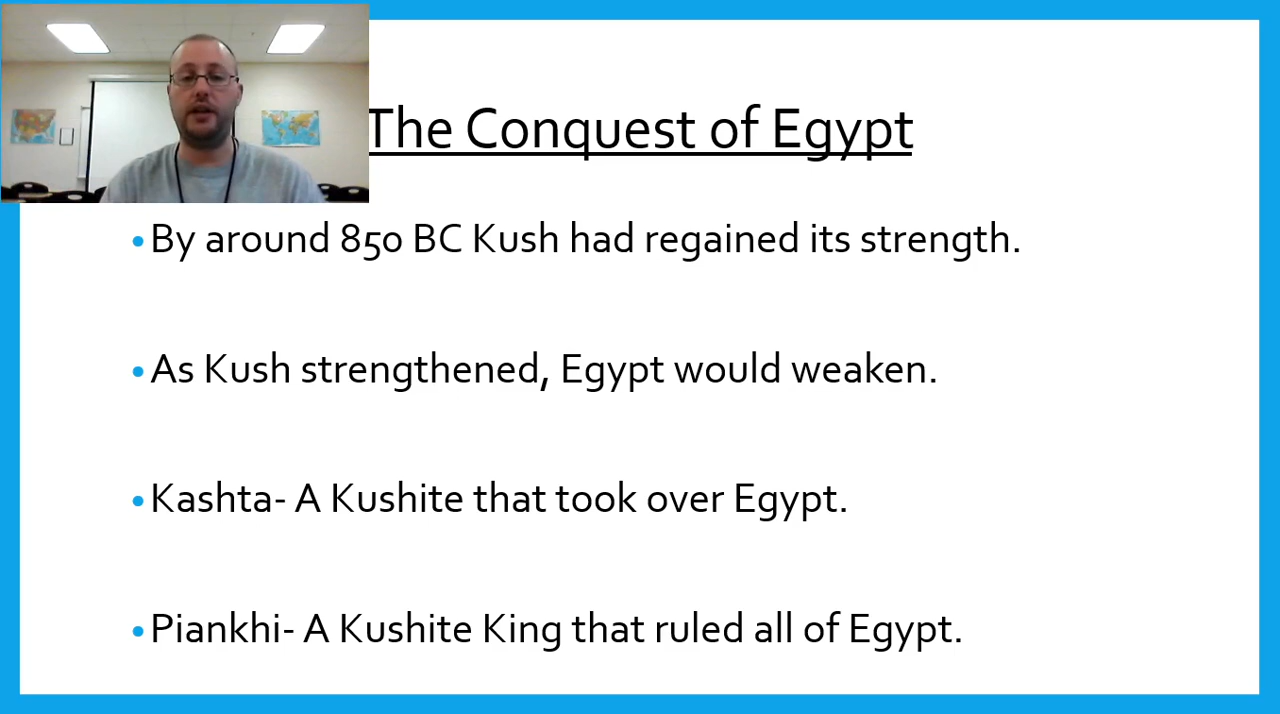 The Conquest of Egypt
•By around 850 BC Kush had regained its strength.
•As Kush strengthened, Egypt would weaken.
•Kashta- A Kushite that took over Egypt.
•Piankhi- A Kushite King that ruled all of Egypt.